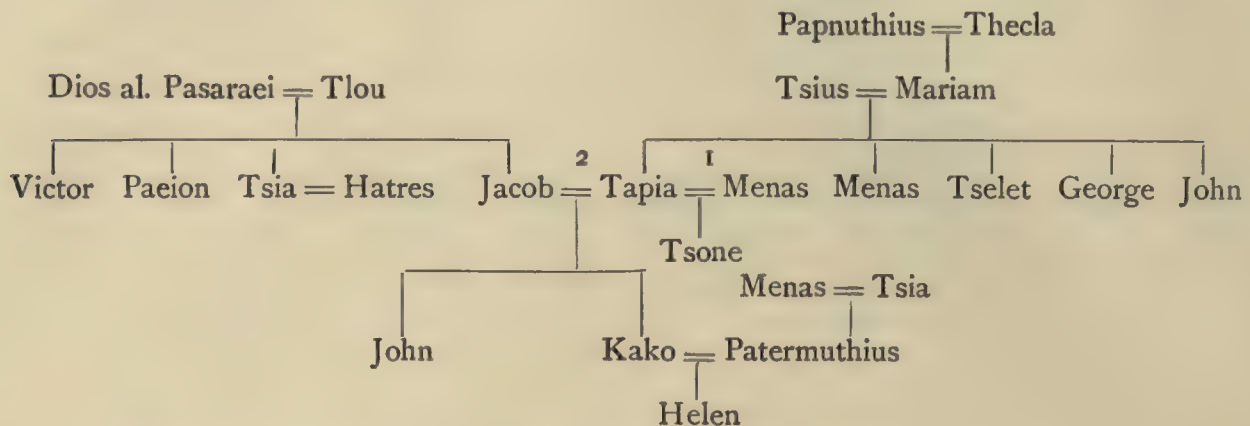 Papnuthius = Thecla
Dios al. Pasaraei = Tlou Tsius = Mariam
2 1
Victor Paeion Tsia = Hatres Jacob = Tapia = Menas Menas Tselet George John
Tsone
Menas = Tsia
John Kako = Patermuthius
Helen